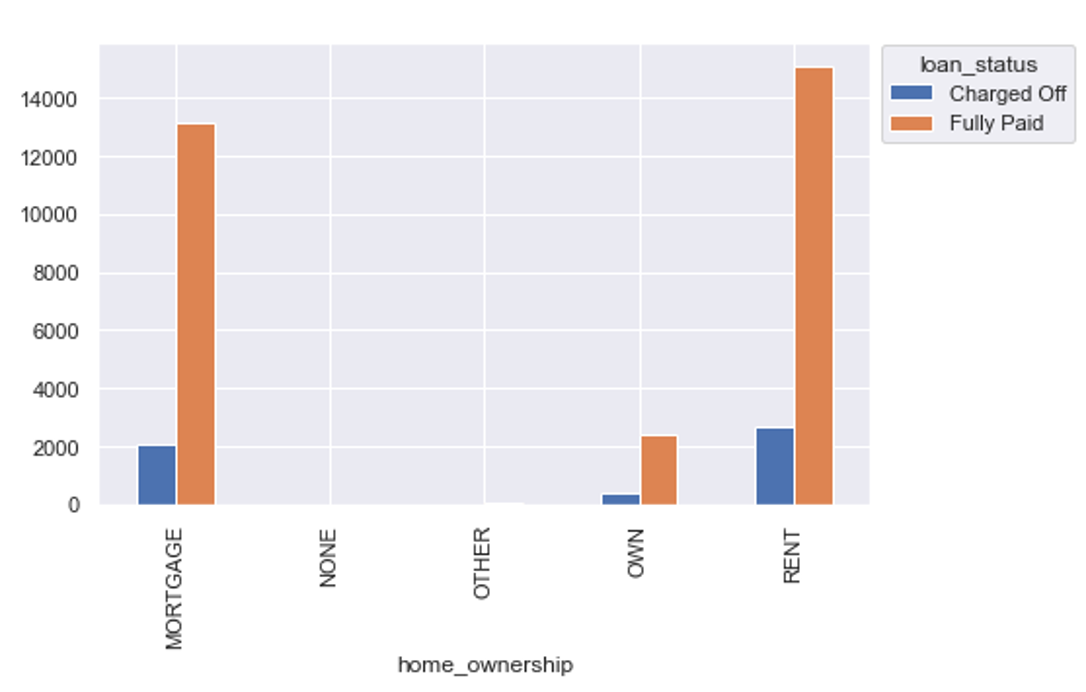 loan_status
Charged Off
Fully Paid
14000
12000
10000
8000
6000
4000
2000
0
MORTGAGE
NONE
OTHER
OWN
RENT
home_ownership